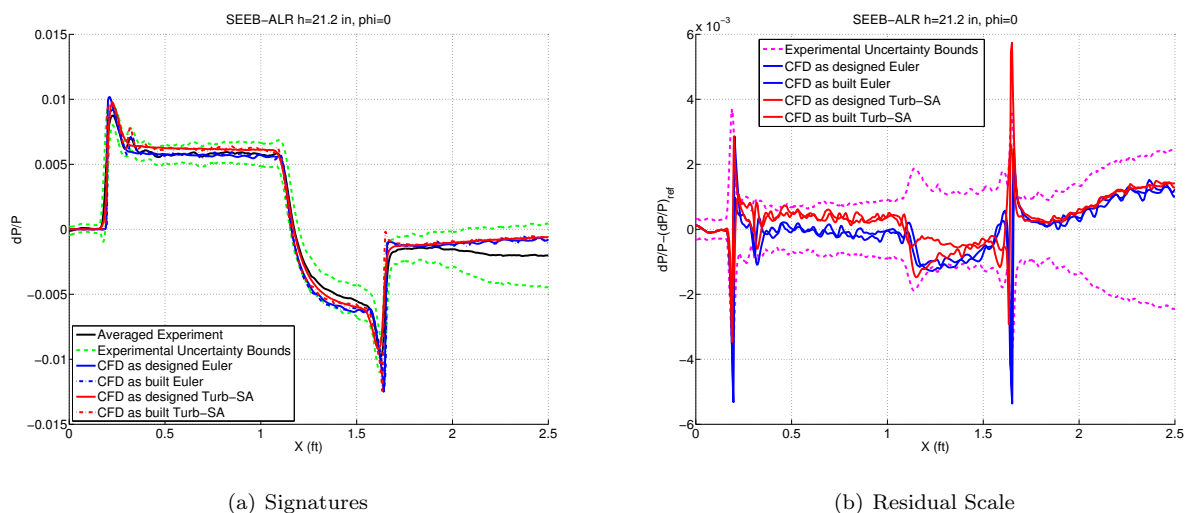 SEEB−ALR h=21.2 in, phi=0
0.015
0.01
0.005
0
−0.005
−0.01
−0.015
dP/P
Averaged Experiment
Experimental Uncertainty Bounds
CFD as designed Euler
CFD as built Euler
CFD as designed Turb−SA
CFD as built Turb−SA
0 0.5 1 1.5 2 2.5
X (ft)
(a) Signatures
SEEB−ALR h=21.2 in, phi=0
x 10−3
6
4
2
0
−2
−4
−6
dP/P−(dP/P)ref
Experimental Uncertainty Bounds
CFD as designed Euler
CFD as built Euler
CFD as designed Turb−SA
CFD as built Turb−SA
0 0.5 1 1.5 2 2.5
X (ft)
(b) Residual Scale